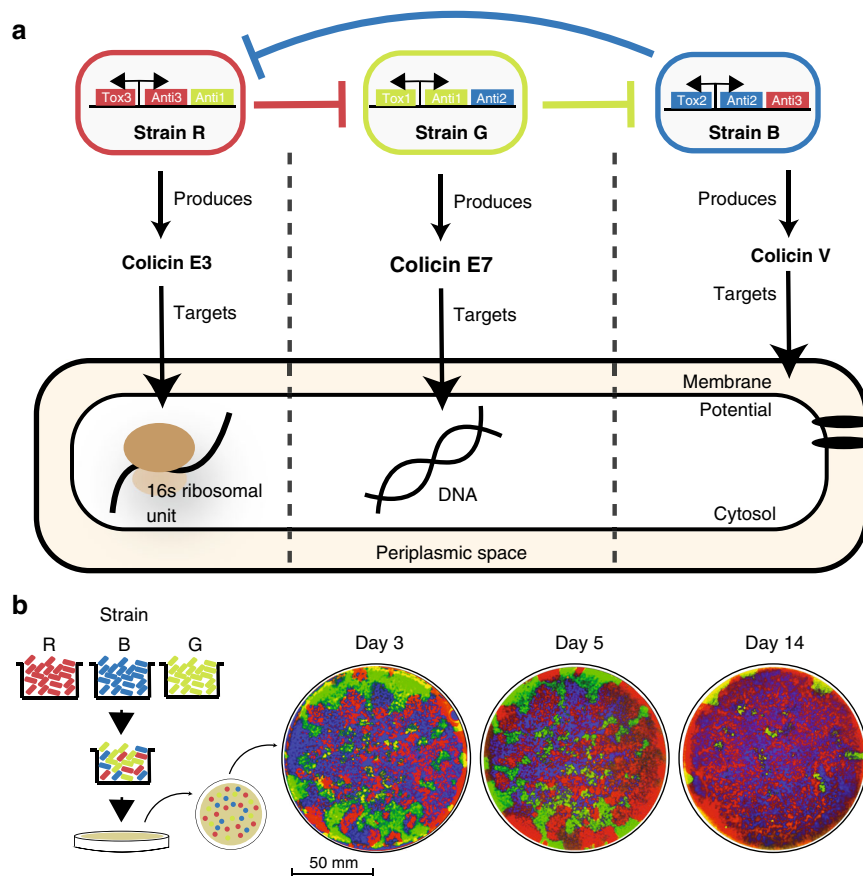 a
Tox3 Anti3 Anti1
Strain R
Tox1 Anti1 Anti2
Strain G
Tox2 Anti2 Anti3
Strain B
Produces
Produces
Produces
Colicin E3
Colicin E7
Colicin V
Targets
Targets
Targets
Membrane
Potential
16s ribosomal
unit
DNA
Cytosol
Periplasmic space
b
Strain
R B G
Day 3
Day 5
Day 14
50 mm